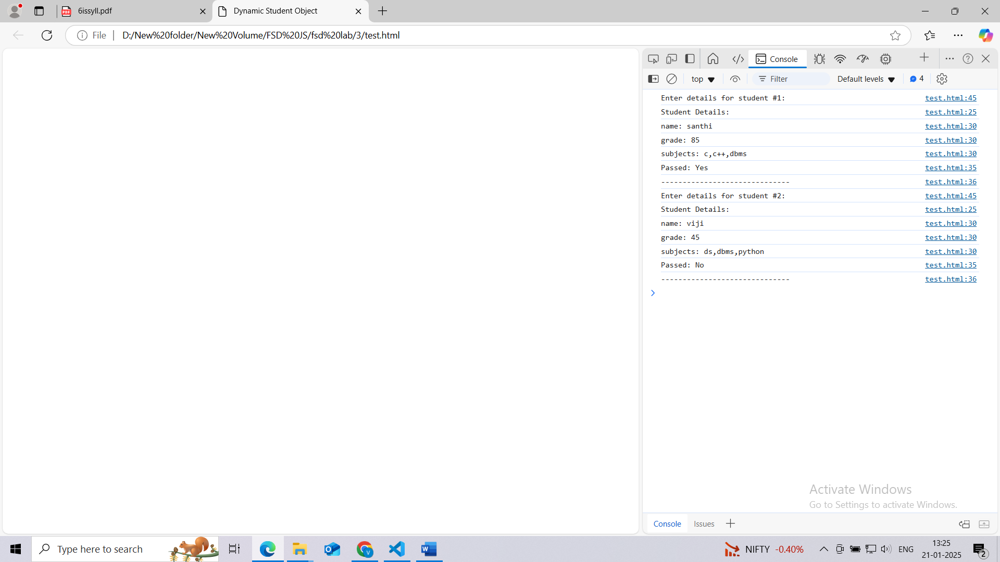 6issyll.pdf
Dynamic Student Object
File
D:/New%20folder/New%20Volume/FSD%20JS/fsd%20lab/3/test.html
Console
top
Filter
Default levels
4
Enter details for student #1: test.html:45
Student Details: test.html:25
name: santhi test.html:30
grade: 85 test.html:30
subjects: c,c++,dbms test.html:30
Passed: Yes test.html:35
------------------------------ test.html:36
Enter details for student #2: test.html:45
Student Details: test.html:25
name: viji test.html:30
grade: 45 test.html:30
subjects: ds,dbms,python test.html:30
Passed: No test.html:35
------------------------------ test.html:36
Activate Windows
Go to Settings to activate Windows.
Console Issues
Type here to search
NIFTY -0.40%
ENG
13:25
21-01-2025
2